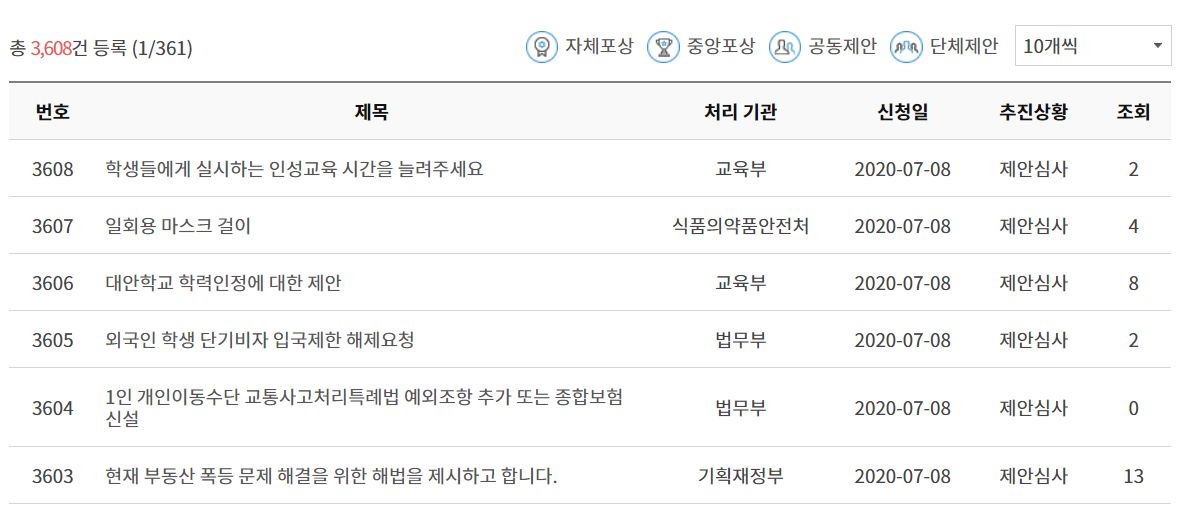 총 3,608건 등록 (1/361) 자체포상 중앙포상 공동제안 단체제안 10개씩
번호 제목 처리 기관 신청일 추진상황 조회
3608 학생들에게 실시하는 인성교육 시간을 늘려주세요 교육부 2020-07-08 제안심사 2
3607 일회용 마스크 걸이 식품의약품안전처 2020-07-08 제안심사 4
3606 대안학교 학력인정에 대한 제안 교육부 2020-07-08 제안심사 8
3605 외국인 학생 단기비자 입국제한 해제요청 법무부 2020-07-08 제안심사 2
3604 1인 개인이동수단 교통사고처리특례법 예외조항 추가 또는 종합보험
신설 법무부 2020-07-08 제안심사 0
3603 현재 부동산 폭등 문제 해결을 위한 해법을 제시하고 합니다. 기획재정부 2020-07-08 제안심사 13